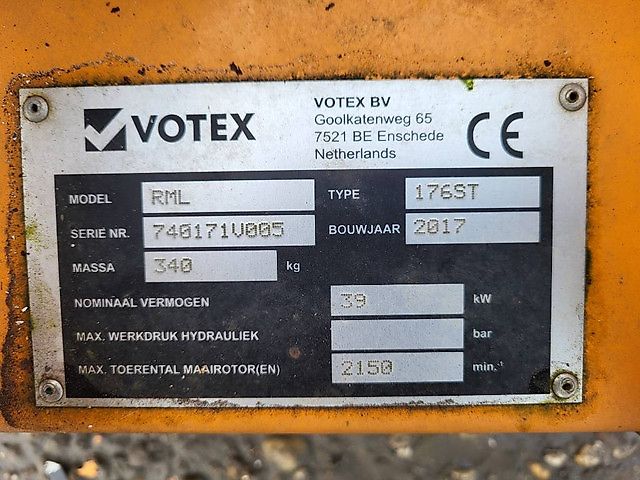 VOTEX
VOTEX BV
Goolkatenweg 65
7521 BE Enschede
Netherlands
CE
MODEL RML TYPE 176ST
SERIE NR. 740171V005 BOUWJAAR 2017
MASSA 340 kg
NOMINAAL VERMOGEN 39 kW
MAX. WERKDRUK HYDRAULIEK bar
MAX. TOERENTAL MAAIROTOR(EN) 2150 min.⁻¹